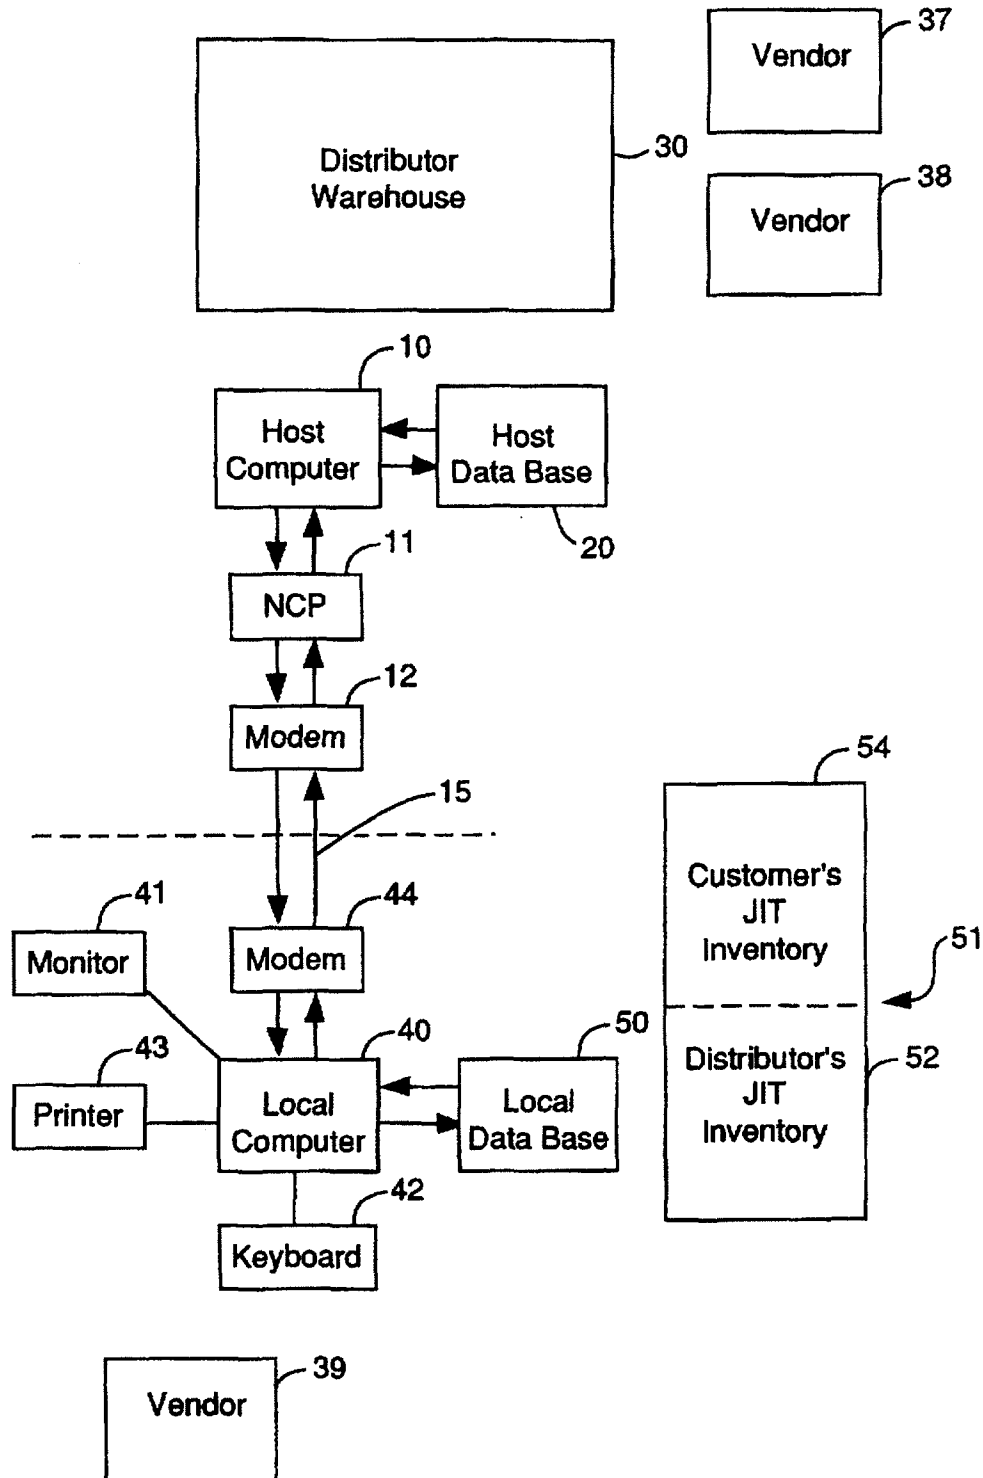 37
Vendor
Distributor
Warehouse
30
38
Vendor
10
Host
Computer
Host
Data Base
20
11
NCP
12
Modem
15
54
Customer's
JIT
Inventory
51
Distributor's
JIT
Inventory
52
41
Monitor
44
Modem
43
Printer
40
Local
Computer
50
Local
Data Base
42
Keyboard
39
Vendor